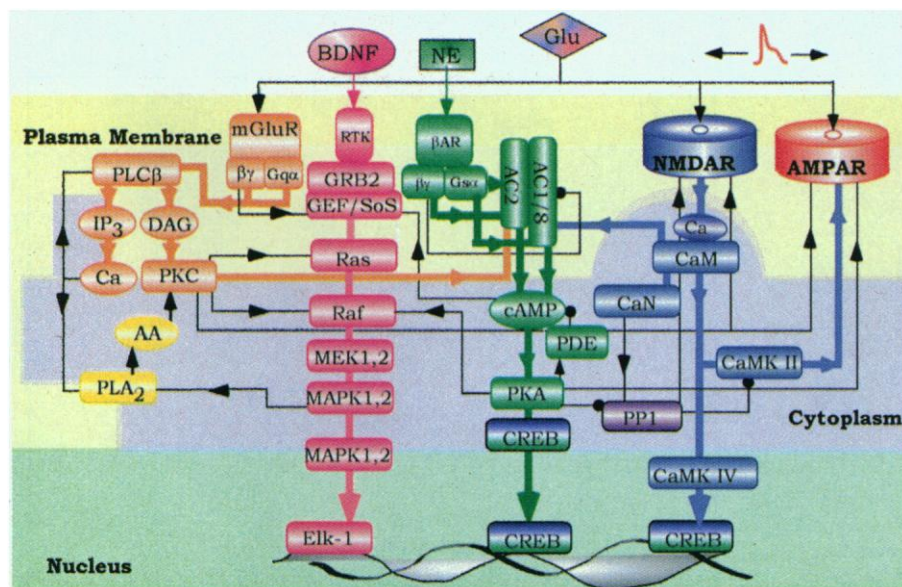 BDNF
NE
Glu
Plasma Membrane
mGluR
RTK
βAR
NMDAR
AMPAR
PLCβ
βγ
Gqα
GRB2
βγ
Gsα
AC2
AC1/8
IP3
DAG
GEF/SoS
Ca
Ca
PKC
Ras
CaM
AA
Raf
cAMP
CaN
PDE
MEK1,2
CaMK II
PLA2
MAPK1,2
PKA
PP1
Cytoplasm
CREB
MAPK1,2
CaMK IV
Elk-1
CREB
CREB
Nucleus